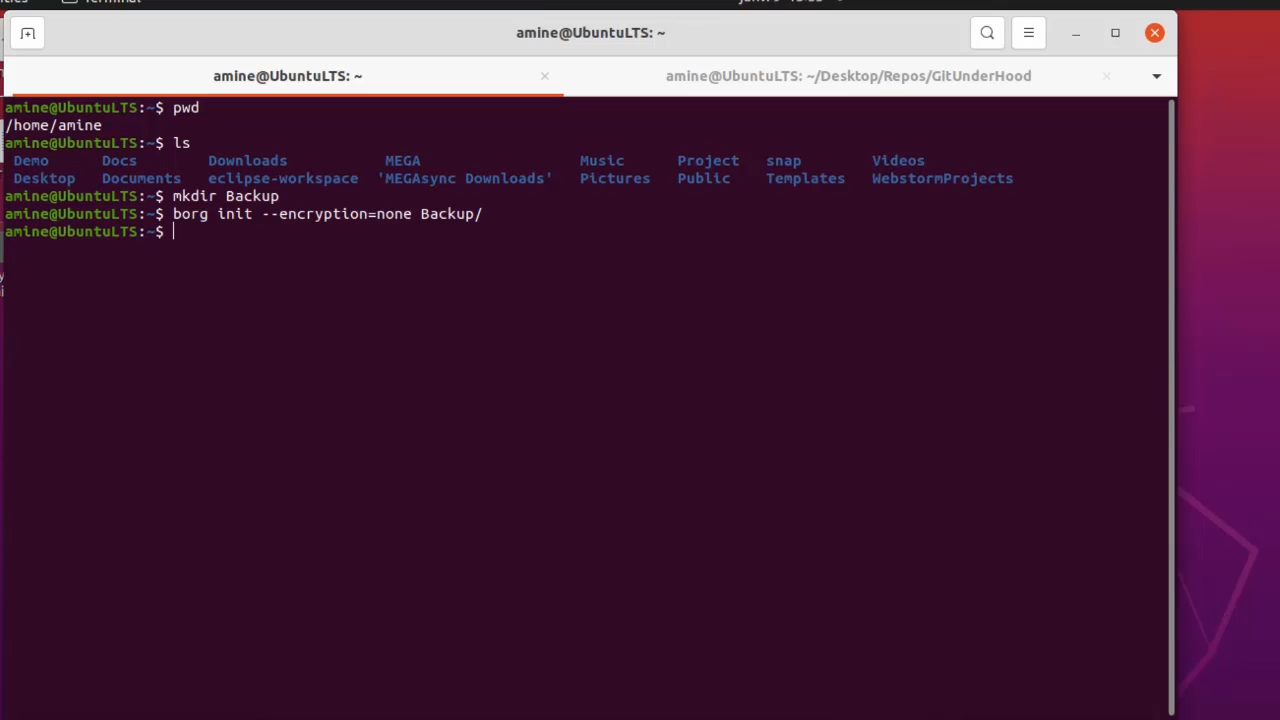 amine@UbuntuLTS: ~
amine@UbuntuLTS: ~
amine@UbuntuLTS: ~/Desktop/Repos/GitUnderHood
amine@UbuntuLTS:~$ pwd
/home/amine
amine@UbuntuLTS:~$ ls
Demo Docs Downloads MEGA Music Project snap Videos
Desktop Documents eclipse-workspace 'MEGAsync Downloads' Pictures Public Templates WebstormProjects
amine@UbuntuLTS:~$ mkdir Backup
amine@UbuntuLTS:~$ borg init --encryption=none Backup/
amine@UbuntuLTS:~$